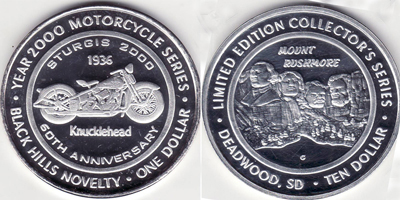 YEAR 2000 MOTORCYCLE SERIES
STURGIS 2000
1936
Knucklehead
60TH ANNIVERSARY
• BLACK HILLS NOVELTY • ONE DOLLAR •
LIMITED EDITION COLLECTOR'S SERIES
MOUNT
RUSHMORE
G
• DEADWOOD, SD • TEN DOLLAR •